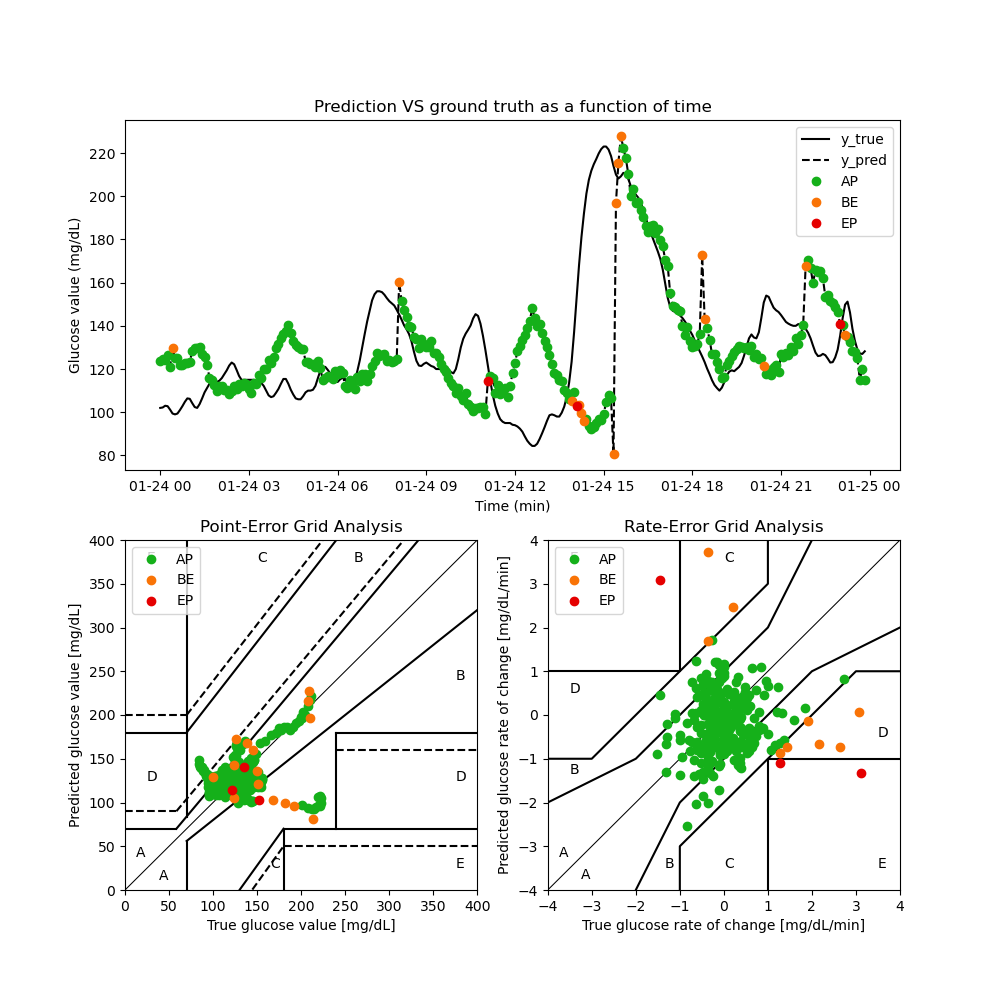 Prediction VS ground truth as a function of time
Glucose value (mg/dL)
220
200
180
160
140
120
100
80
y_true
y_pred
AP
BE
EP
01-24 00 01-24 03 01-24 06 01-24 09 01-24 12 01-24 15 01-24 18 01-24 21 01-25 00
Time (min)
Point-Error Grid Analysis
Predicted glucose value [mg/dL]
400
350
300
250
200
150
100
50
0
AP
BE
EP
C
B
B
D
D
A
A
C
E
0 50 100 150 200 250 300 350 400
True glucose value [mg/dL]
Rate-Error Grid Analysis
Predicted glucose rate of change [mg/dL/min]
4
3
2
1
0
−1
−2
−3
−4
AP
BE
EP
C
D
D
B
A
A
B
C
E
−4 −3 −2 −1 0 1 2 3 4
True glucose rate of change [mg/dL/min]